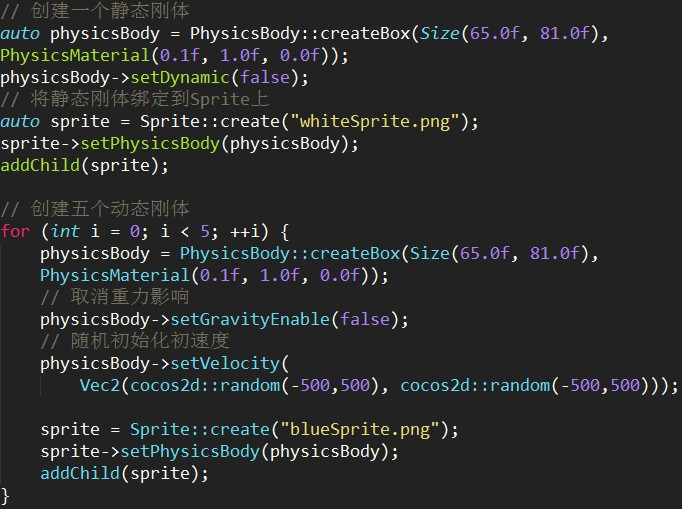 // 创建一个静态刚体
auto physicsBody = PhysicsBody::createBox(Size(65.0f, 81.0f),
PhysicsMaterial(0.1f, 1.0f, 0.0f));
physicsBody->setDynamic(false);
// 将静态刚体绑定到Sprite上
auto sprite = Sprite::create("whiteSprite.png");
sprite->setPhysicsBody(physicsBody);
addChild(sprite);

// 创建五个动态刚体
for (int i = 0; i < 5; ++i) {
    physicsBody = PhysicsBody::createBox(Size(65.0f, 81.0f),
    PhysicsMaterial(0.1f, 1.0f, 0.0f));
    // 取消重力影响
    physicsBody->setGravityEnable(false);
    // 随机初始化初速度
    physicsBody->setVelocity(
        Vec2(cocos2d::random(-500,500), cocos2d::random(-500,500)));

    sprite = Sprite::create("blueSprite.png");
    sprite->setPhysicsBody(physicsBody);
    addChild(sprite);
}